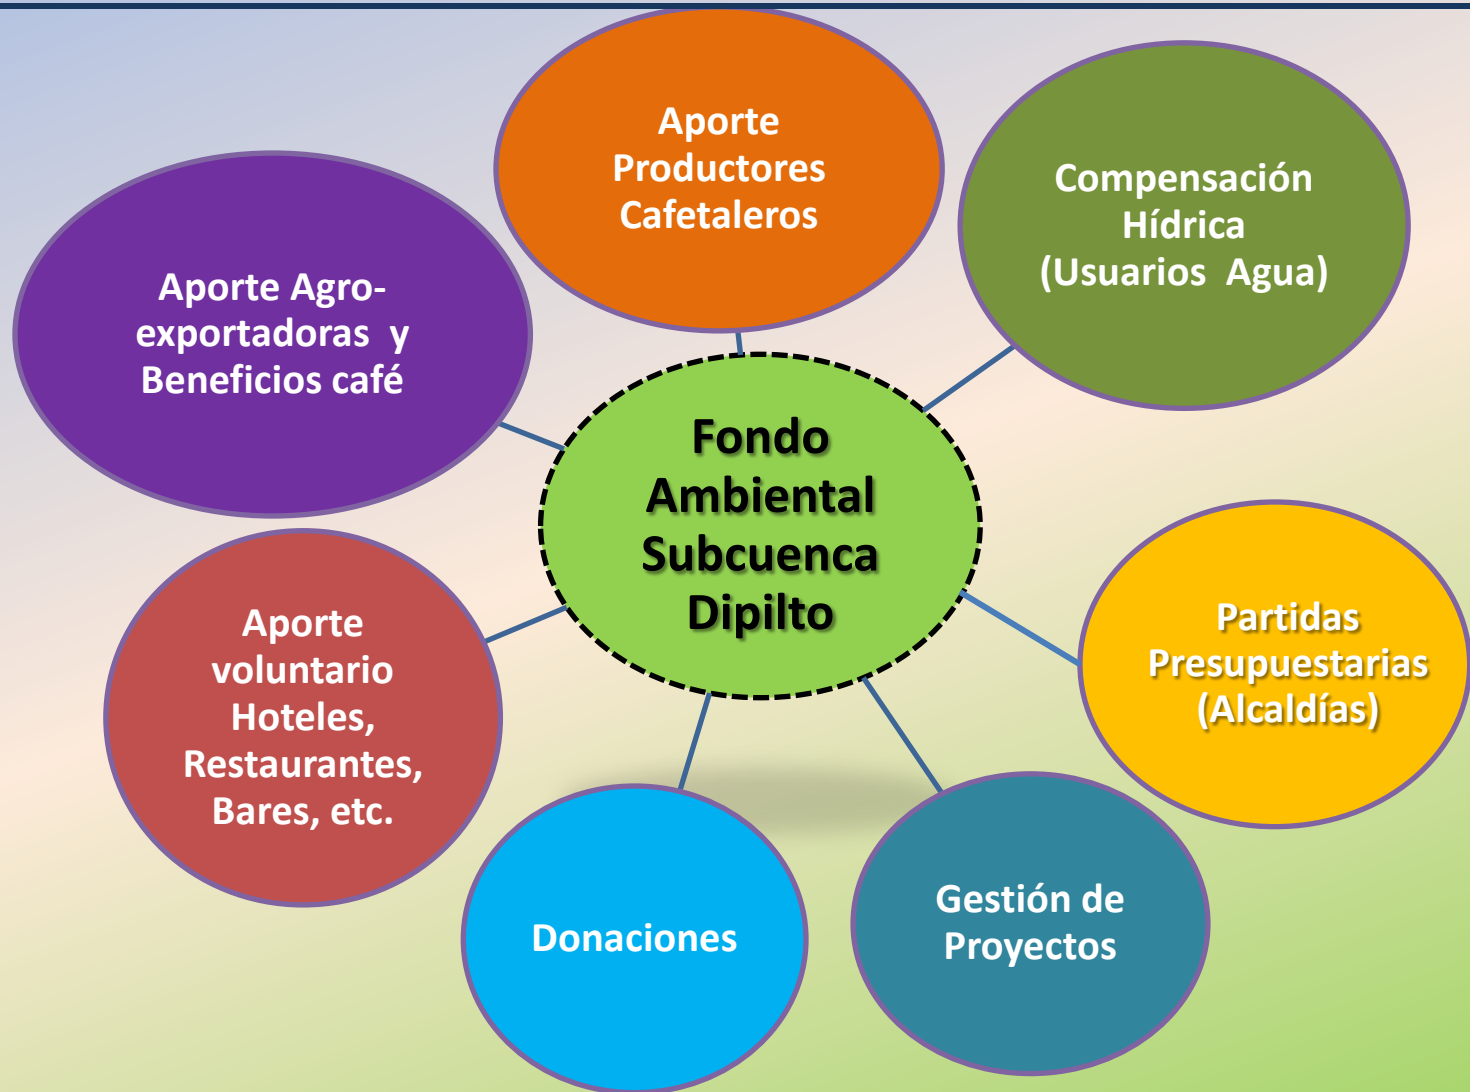 Aporte
Productores
Cafetaleros
Compensación
Hídrica
(Usuarios  Agua)
Aporte Agro-
exportadoras  y
Beneficios café
Fondo
Ambiental
Subcuenca
Dipilto
Partidas
Presupuestarias
(Alcaldías)
Aporte
voluntario
Hoteles,
Restaurantes,
Bares, etc.
Gestión de
Proyectos
Donaciones